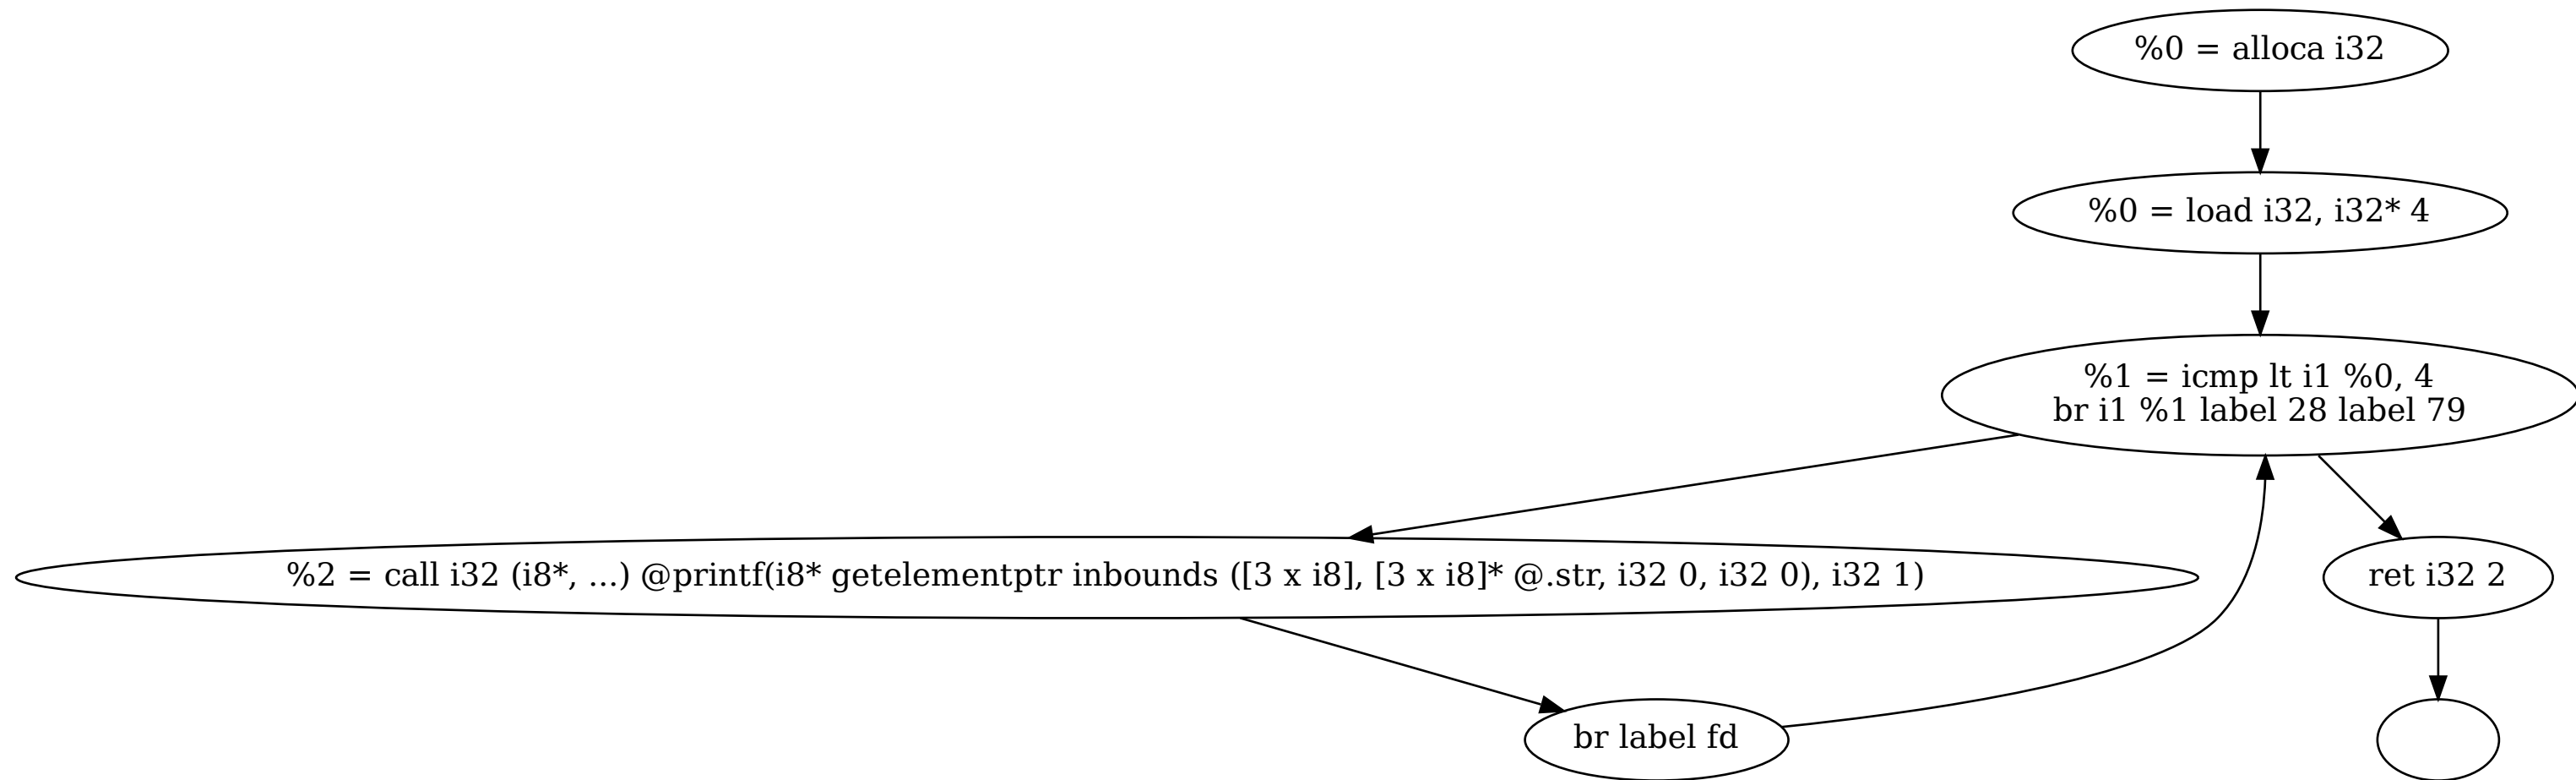 %0 = alloca i32
%0 = load i32, i32* 4
%1 = icmp lt i1 %0, 4
br i1 %1 label 28 label 79
%2 = call i32 (i8*, ...) @printf(i8* getelementptr inbounds ([3 x i8], [3 x i8]* @.str, i32 0, i32 0), i32 1)
ret i32 2
br label fd